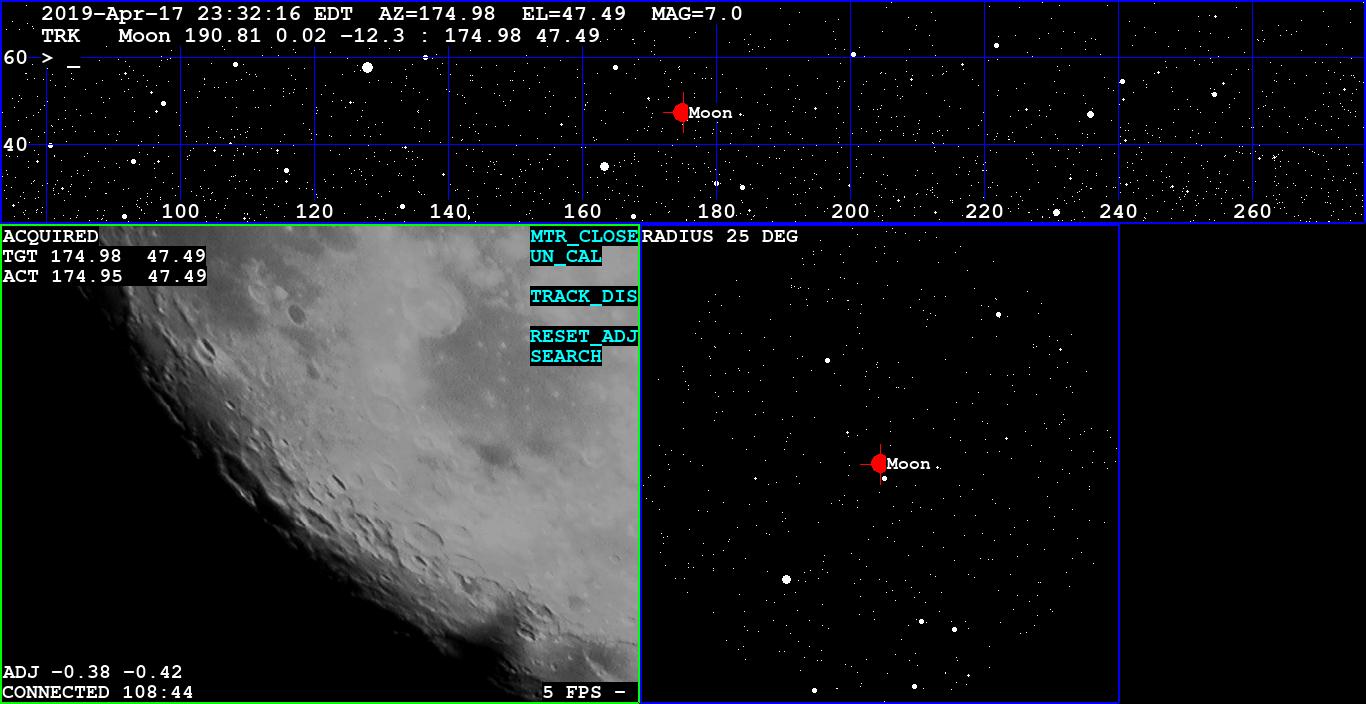 2019-Apr-17 23:32:16 EDT  AZ=174.98  EL=47.49  MAG=7.0
TRK   Moon 190.81 0.02 -12.3 : 174.98 47.49
60 > _
Moon
40
100 120 140 160 180 200 220 240 260
ACQUIRED
TGT 174.98  47.49
ACT 174.95  47.49
MTR_CLOSE
UN_CAL
TRACK_DIS
RESET_ADJ
SEARCH
ADJ -0.38 -0.42
CONNECTED 108:44
5 FPS -
RADIUS 25 DEG
Moon